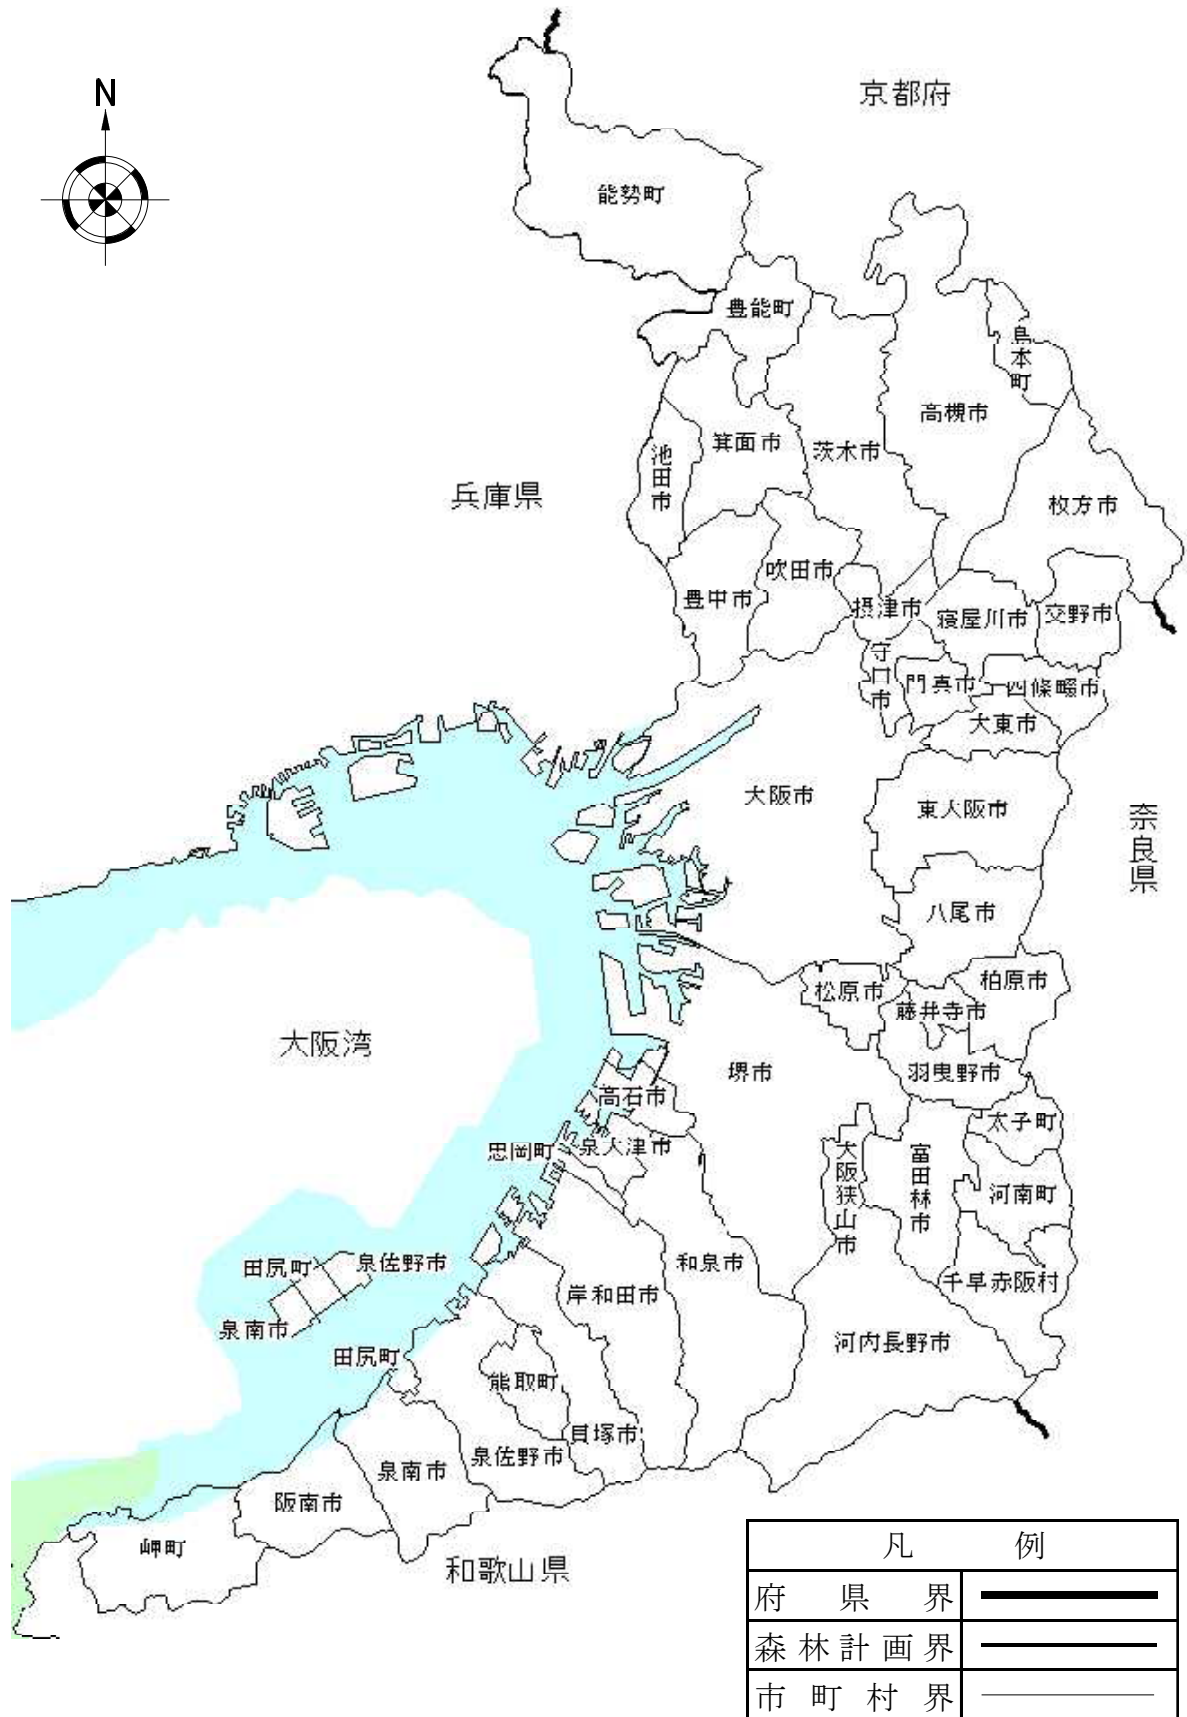 N
京都府
能勢町
豊能町
島本町
高槻市
箕面市
茨木市
池田市
兵庫県
枚方市
吹田市
豊中市
摂津市
寝屋川市
交野市
守口市
門真市
四條畷市
大東市
大阪市
東大阪市
奈良県
八尾市
松原市
柏原市
藤井寺市
大阪湾
堺市
羽曳野市
高石市
太子町
忠岡町
泉大津市
大阪狭山市
富田林市
河南町
田尻町
泉佐野市
和泉市
千早赤阪村
岸和田市
泉南市
田尻町
河内長野市
熊取町
貝塚市
泉佐野市
泉南市
阪南市
岬町
和歌山県
凡 例
府県界
森林計画界
市町村界